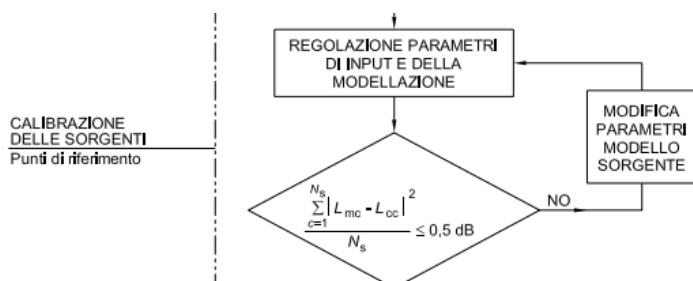 REGOLAZIONE PARAMETRI
DI INPUT E DELLA
MODELLAZIONE
CALIBRAZIONE
DELLE SORGENTI
Punti di riferimento
MODIFICA
PARAMETRI
MODELLO
SORGENTE
NO
N_s
∑ |L_mc - L_cc|²
c=1
N_s
≤ 0,5 dB